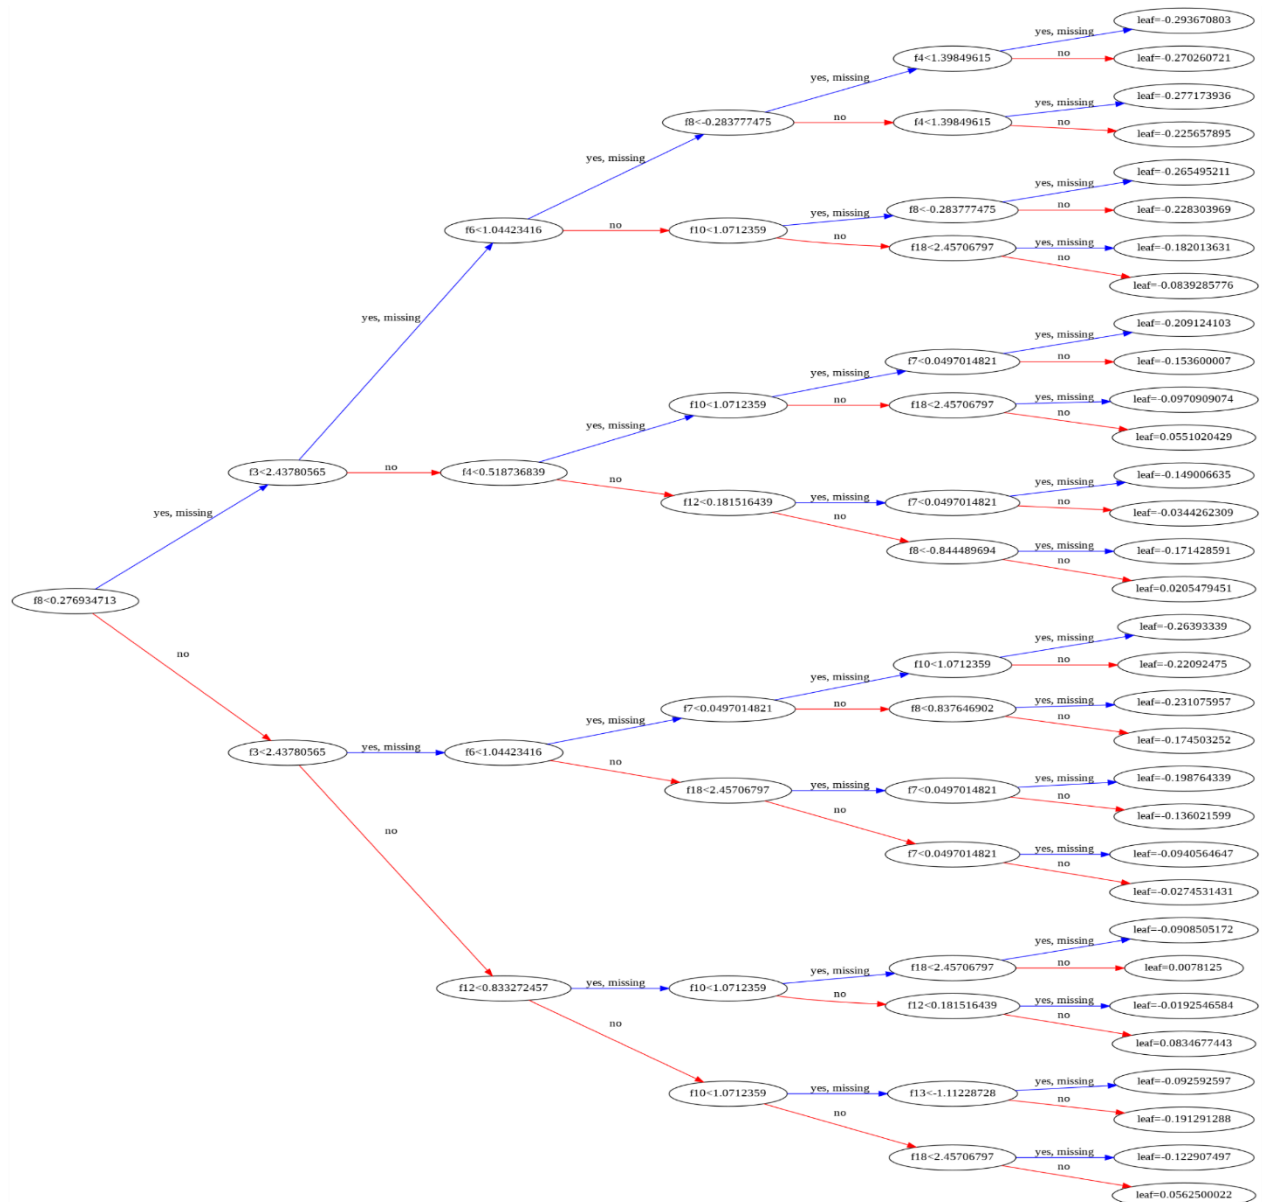 leaf=-0.293670803
yes, missing
f4<1.39849615
no
leaf=-0.270260721
yes, missing
leaf=-0.277173936
yes, missing
f8<-0.283777475
no
f4<1.39849615
no
leaf=-0.225657895
yes, missing
leaf=-0.265495211
yes, missing
f8<-0.283777475
yes, missing
no
leaf=-0.228303969
f6<1.04423416
no
f10<1.0712359
no
f18<2.45706797
yes, missing
leaf=-0.182013631
no
leaf=-0.0839285776
yes, missing
leaf=-0.209124103
yes, missing
f7<0.0497014821
yes, missing
no
leaf=-0.153600007
yes, missing
f10<1.0712359
no
f18<2.45706797
yes, missing
leaf=-0.0970909074
no
leaf=0.0551020429
f3<2.43780565
no
f4<0.518736839
no
leaf=-0.149006635
yes, missing
f12<0.181516439
yes, missing
f7<0.0497014821
no
leaf=-0.0344262309
yes, missing
no
f8<-0.844489694
yes, missing
leaf=-0.171428591
no
leaf=0.0205479451
f8<0.276934713
no
leaf=-0.26393339
yes, missing
f10<1.0712359
no
leaf=-0.22092475
yes, missing
f7<0.0497014821
no
f8<0.837646902
yes, missing
leaf=-0.231075957
yes, missing
no
leaf=-0.174503252
f3<2.43780565
yes, missing
f6<1.04423416
no
f18<2.45706797
yes, missing
f7<0.0497014821
yes, missing
leaf=-0.198764339
no
leaf=-0.136021599
no
no
f7<0.0497014821
yes, missing
leaf=-0.0940564647
no
leaf=-0.0274531431
leaf=-0.0908505172
yes, missing
yes, missing
f18<2.45706797
no
leaf=0.0078125
f12<0.833272457
yes, missing
f10<1.0712359
no
f12<0.181516439
yes, missing
leaf=-0.0192546584
no
leaf=0.0834677443
no
f10<1.0712359
yes, missing
f13<-1.11228728
yes, missing
leaf=-0.092592597
no
leaf=-0.191291288
no
f18<2.45706797
yes, missing
leaf=-0.122907497
no
leaf=0.0562500022